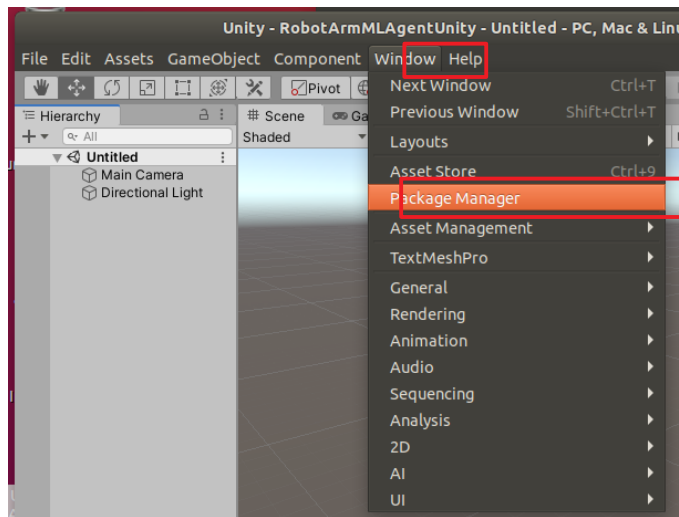 Unity - RobotArmMLAgentUnity - Untitled - PC, Mac & Linu
File Edit Assets GameObject Component Window Help
Pivot
Hierarchy
# Scene Ga
All
Shaded
Untitled
Main Camera
Directional Light
Next Window Ctrl+T
Previous Window Shift+Ctrl+T
Layouts
Asset Store Ctrl+9
Package Manager
Asset Management
TextMeshPro
General
Rendering
Animation
Audio
Sequencing
Analysis
2D
AI
UI